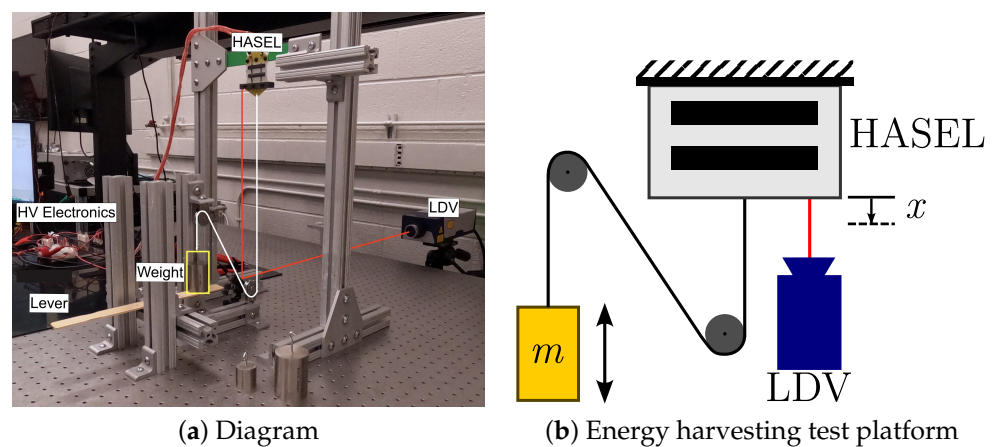 HASEL
HV Electronics
LDV
Weight
Lever
HASEL
x
m
LDV
(a) Diagram
(b) Energy harvesting test platform